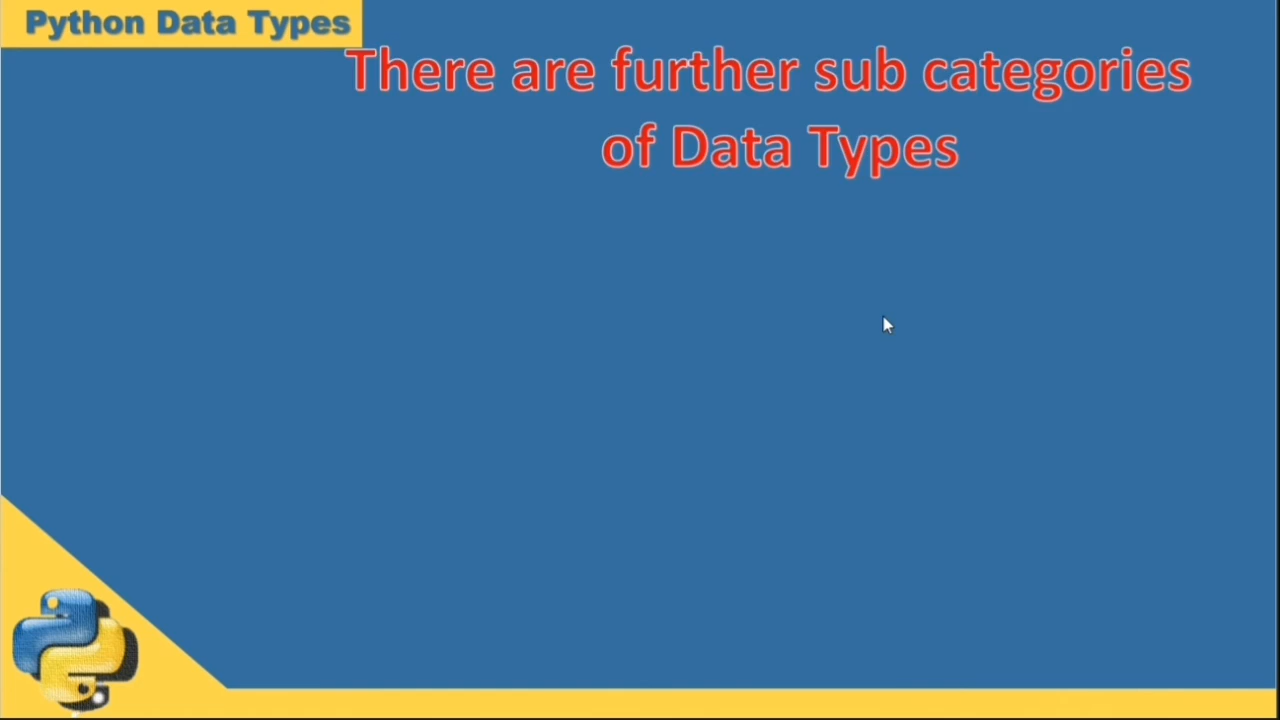 Python Data Types
There are further sub categories
of Data Types